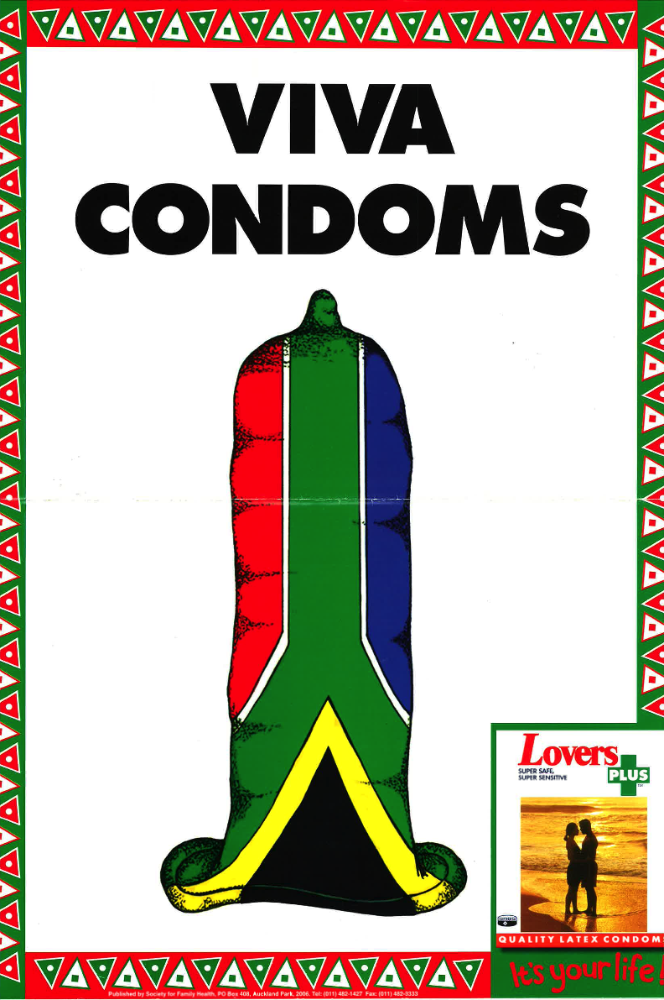 VIVA
CONDOMS
Lovers
PLUS
TM
SUPER SAFE,
SUPER SENSITIVE
QUALITY LATEX CONDOMS
It's your life!
Published by Society for Family Health, PO Box 408, Auckland Park, 2006. Tel: (011) 482-1427 Fax: (011) 482-3333